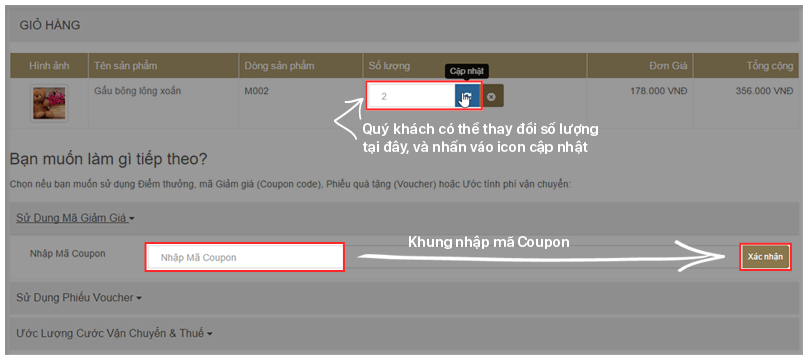 GIỎ HÀNG
Hình ảnh Tên sản phẩm Dòng sản phẩm Số lượng Đơn Giá Tổng cộng
Cập nhật
Gấu bông lông xoắn M002 2 178.000 VNĐ 356.000 VNĐ
Quý khách có thể thay đổi số lượng
tại đây, và nhấn váo icon cập nhật
Bạn muốn làm gì tiếp theo?
Chọn nếu bạn muốn sử dụng Điểm thưởng, mã Giảm giá (Coupon code), Phiếu quà tặng (Voucher) hoặc Ước tính phí vận chuyển:
Sử Dụng Mã Giảm Giá
Khung nhập mã Coupon
Nhập Mã Coupon Nhập Mã Coupon Xác nhận
Sử Dụng Phiếu Voucher
Ước Lượng Cước Vận Chuyển & Thuế